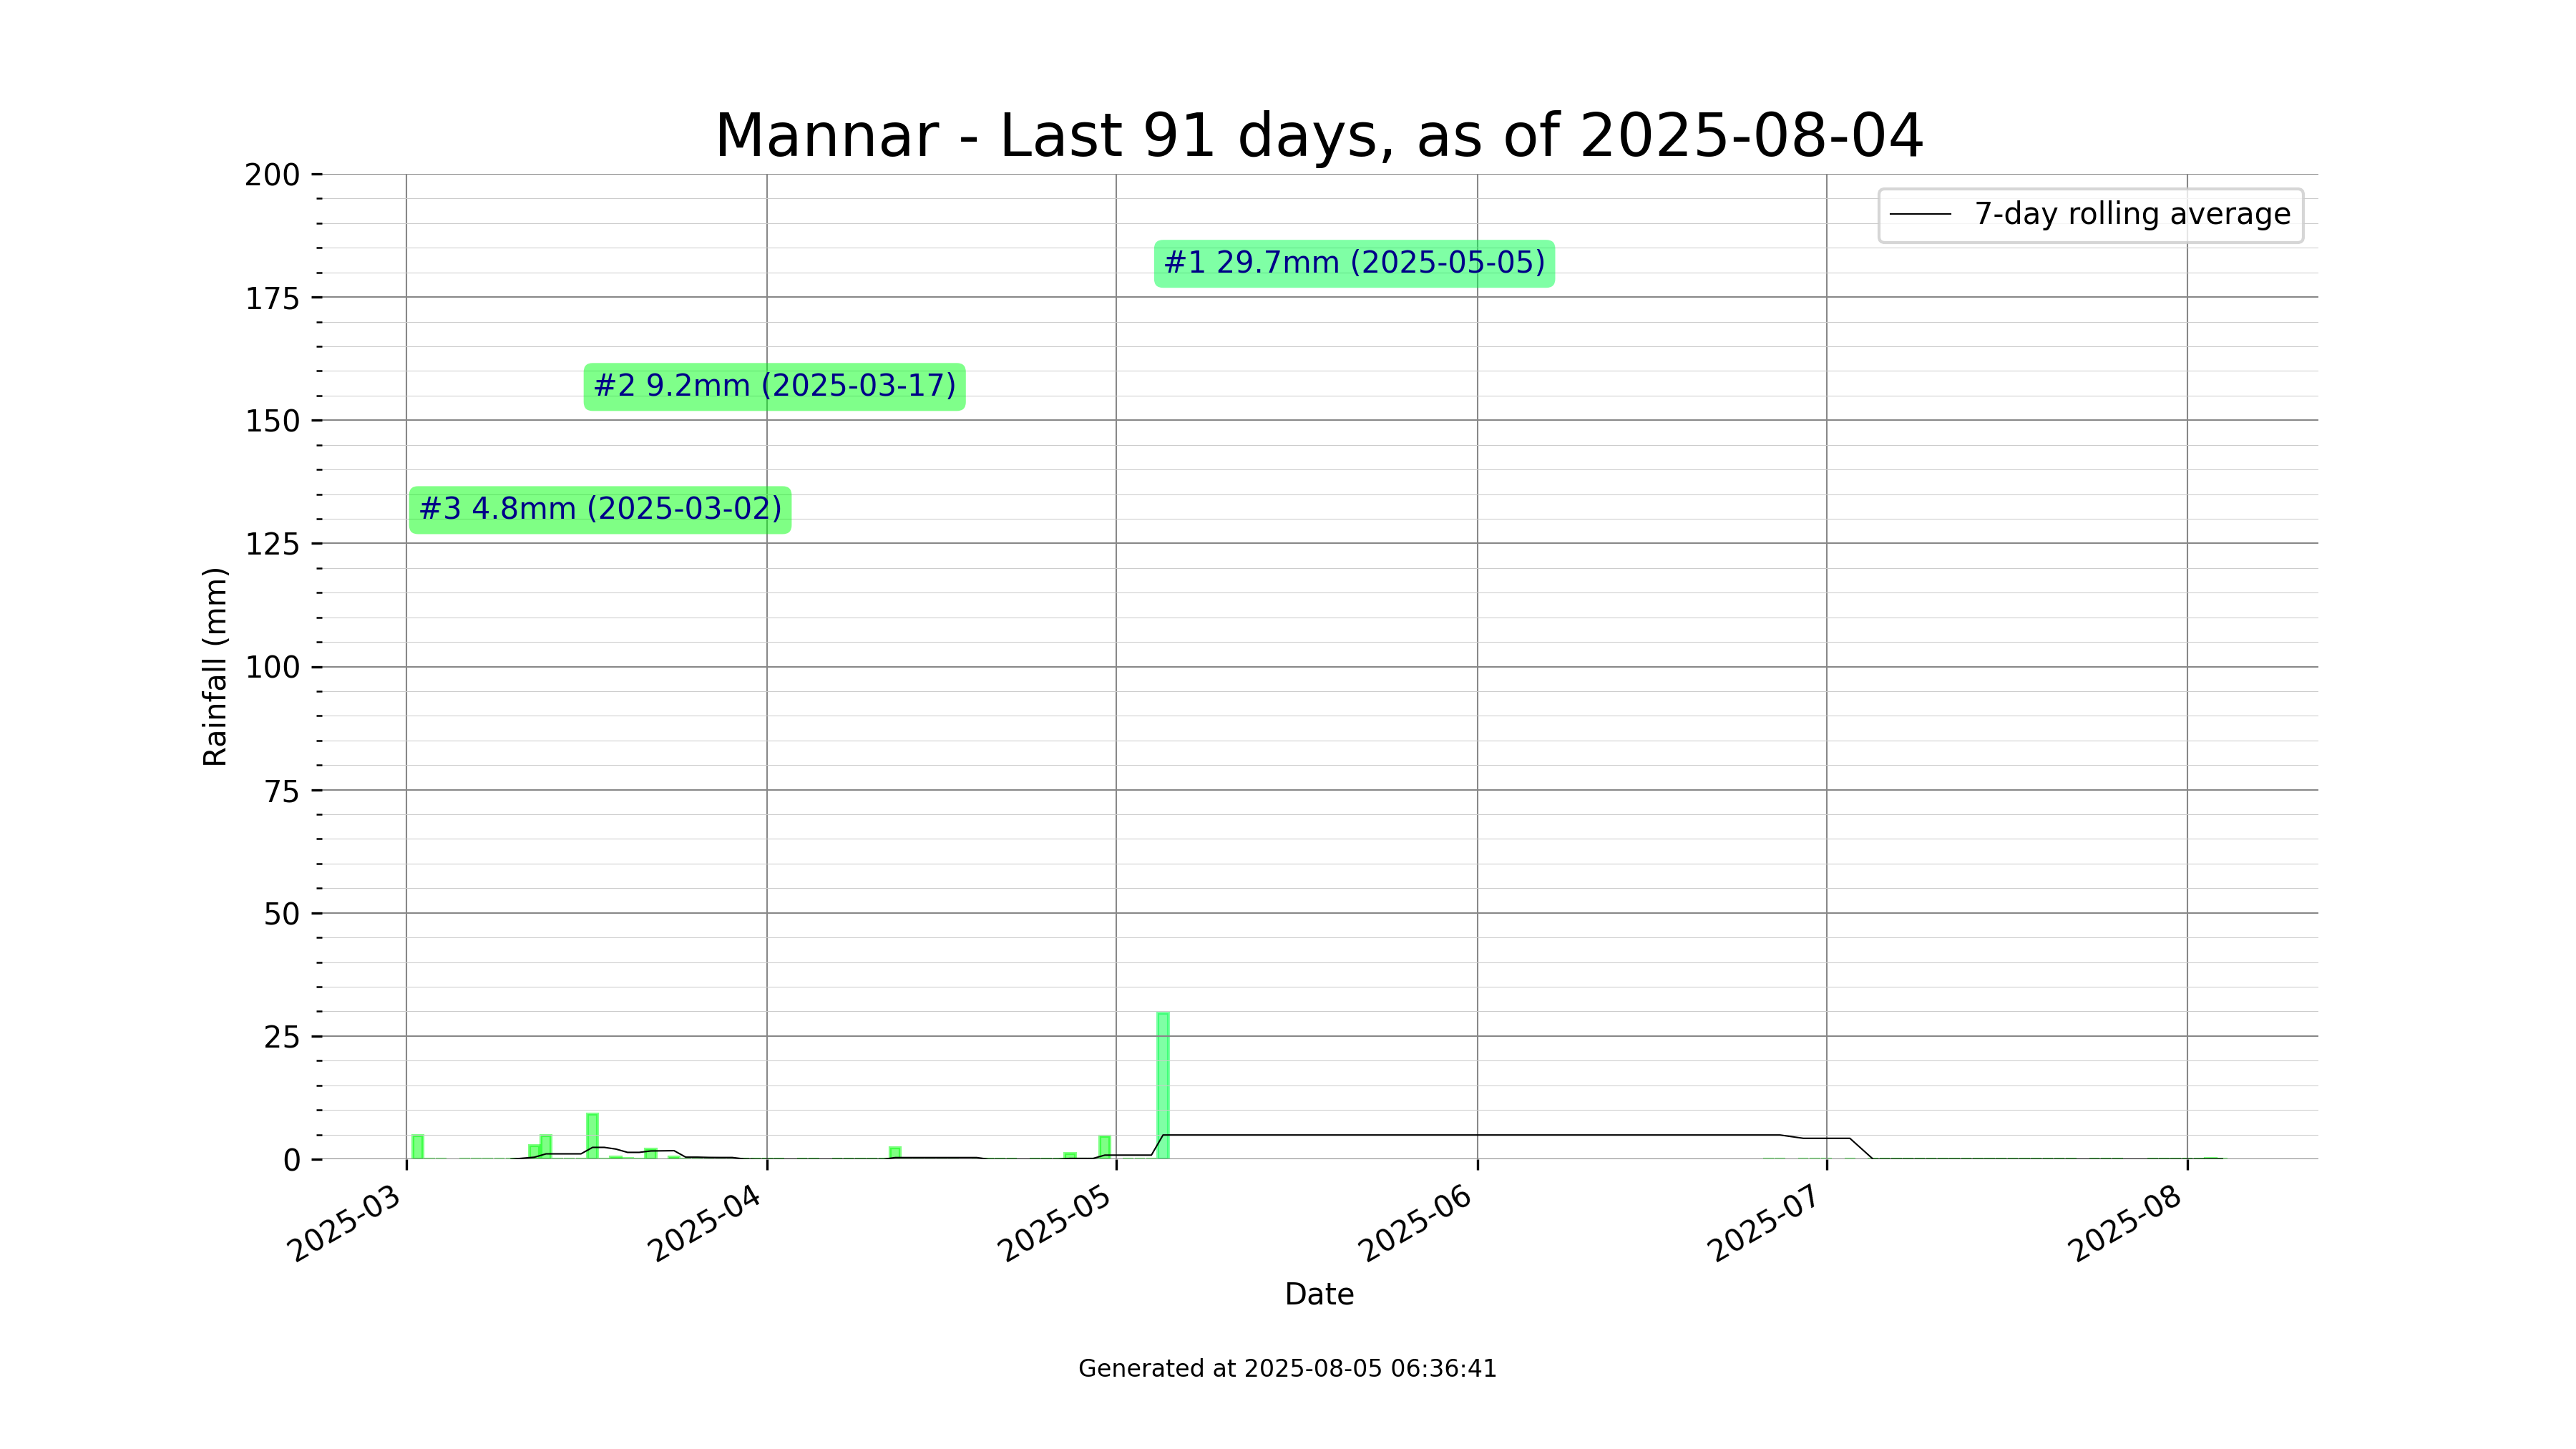 Mannar - Last 91 days, as of 2025-08-04
200
175
150
125
100
75
50
25
0
Rainfall (mm)
7-day rolling average
#1 29.7mm (2025-05-05)
#2 9.2mm (2025-03-17)
#3 4.8mm (2025-03-02)
2025-03
2025-04
2025-05
2025-06
2025-07
2025-08
Date
Generated at 2025-08-05 06:36:41